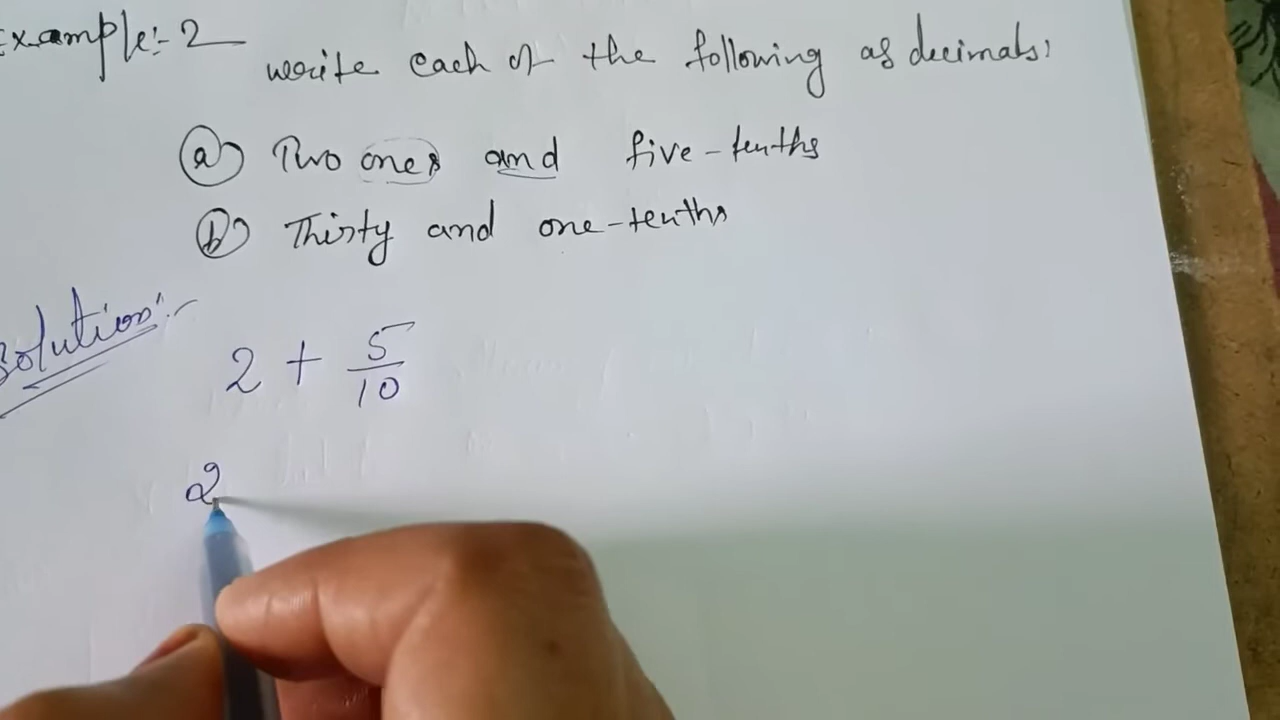 Example:- 2
write each of the following as decimals:
(a) Two ones and five-tenths
(b) Thirty and one-tenths
Solution:-
2 + 5/10
2